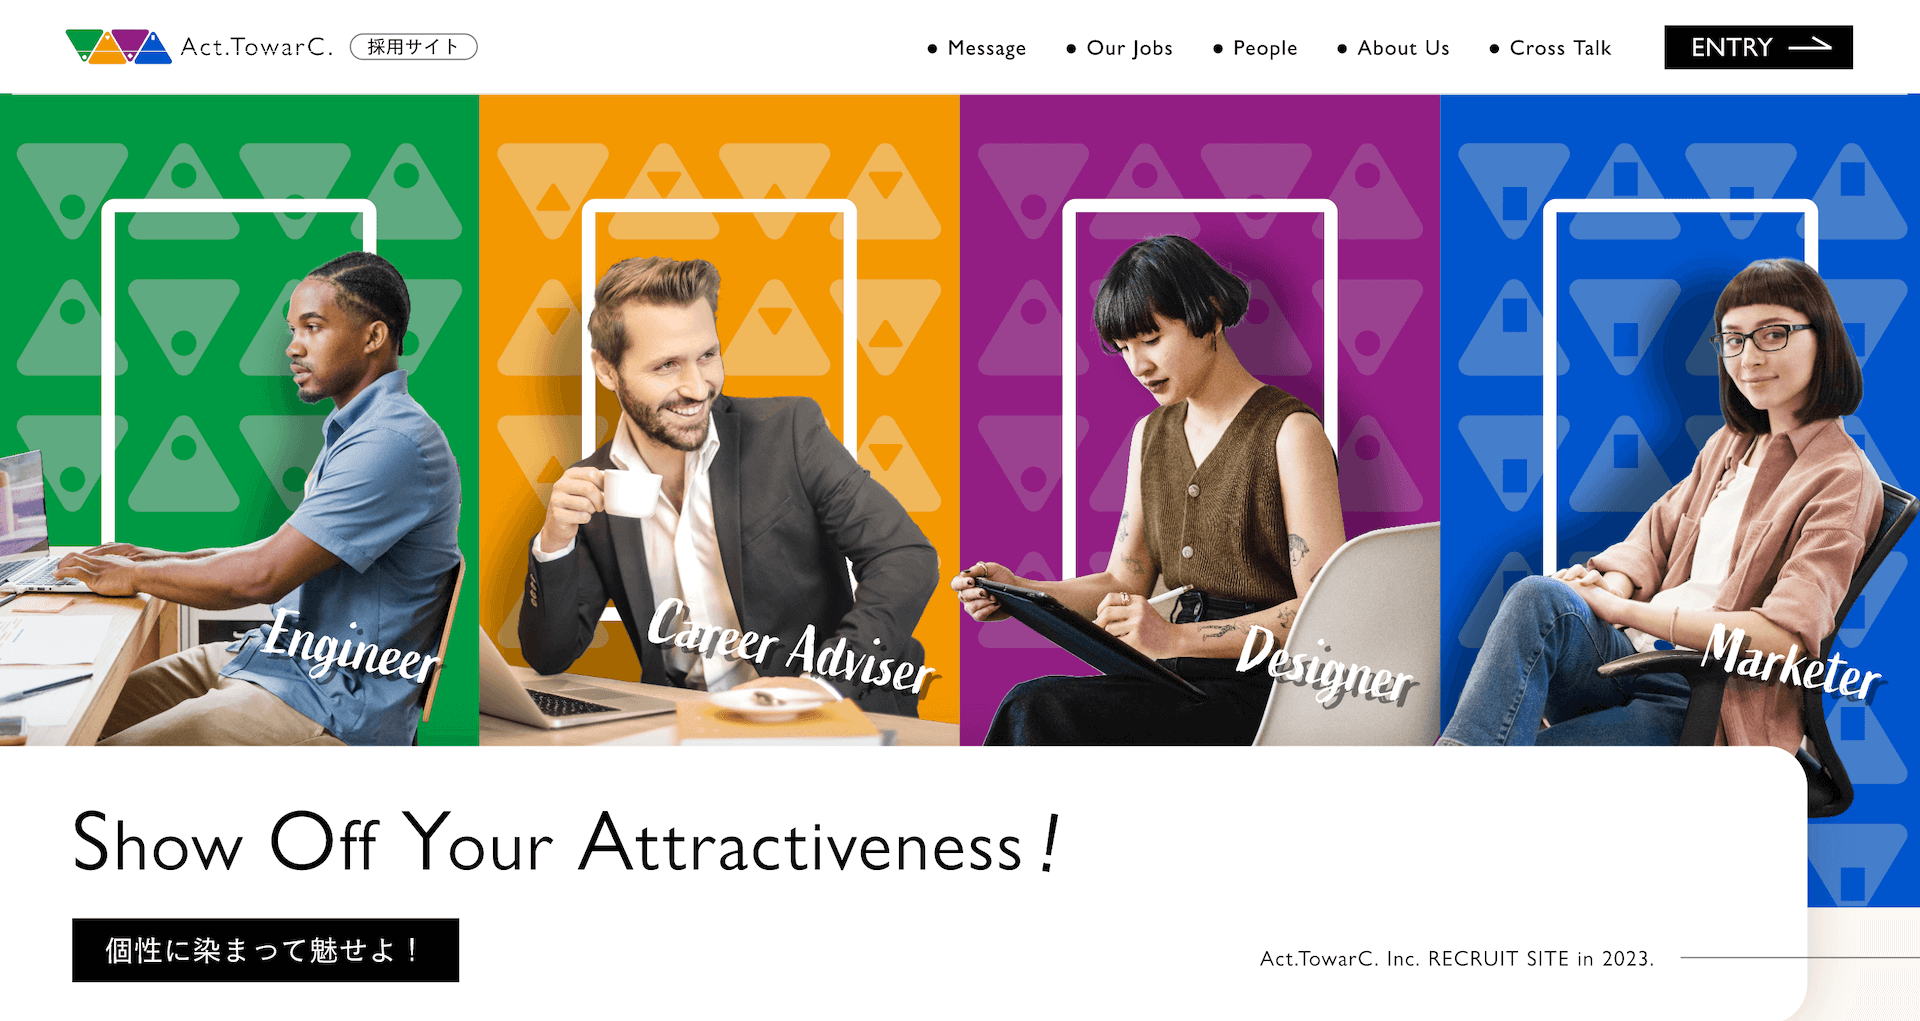 Act.TowarC.
採用サイト
Message
Our Jobs
People
About Us
Cross Talk
ENTRY
Engineer
Career Adviser
Designer
Marketer
Show Off Your Attractiveness!
個性に染まって魅せよ！
Act.TowarC. Inc. RECRUIT SITE in 2023.